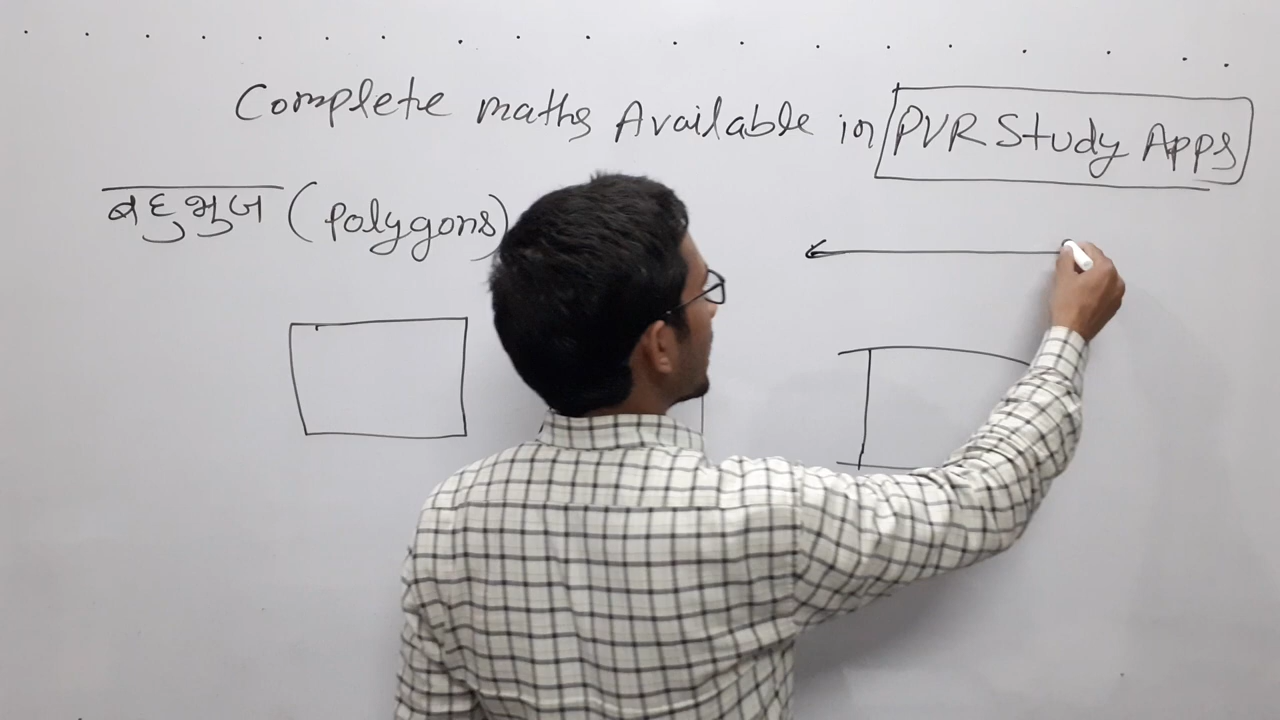 Complete maths Available in PVR Study Apps
बहुभुज (Polygons)